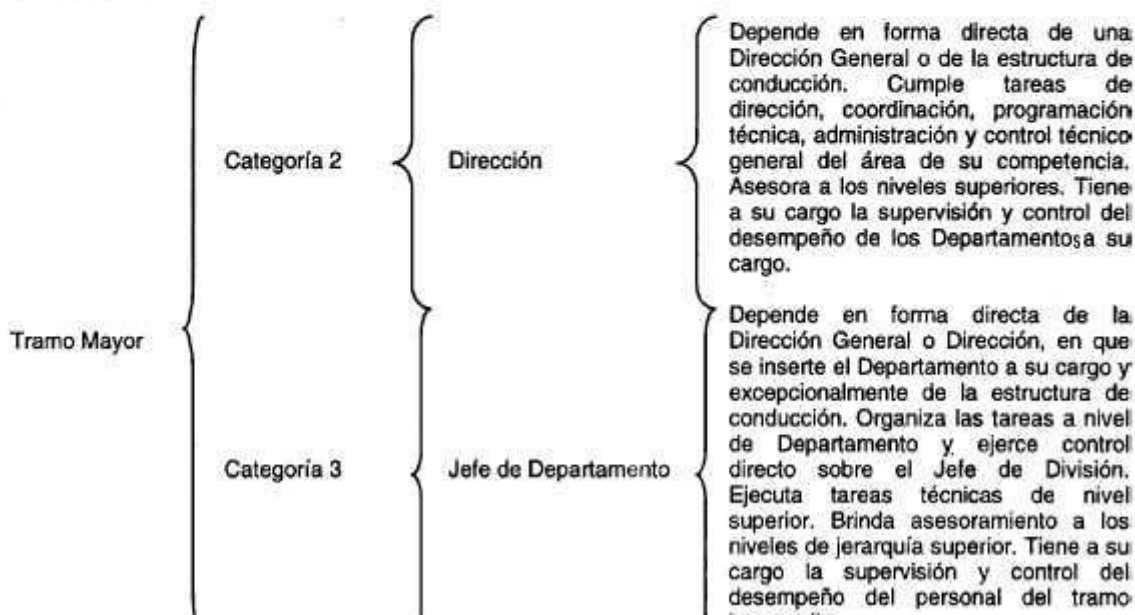 Depende en forma directa de una
Dirección General o de la estructura de
conducción. Cumple tareas de
dirección, coordinación, programación
técnica, administración y control técnico
Categoría 2 Dirección general del área de su competencia.
Asesora a los niveles superiores. Tiene
a su cargo la supervisión y control del
desempeño de los Departamentos a su
cargo.
Depende en forma directa de la
Tramo Mayor Dirección General o Dirección, en que
se inserte el Departamento a su cargo y
excepcionalmente de la estructura de
conducción. Organiza las tareas a nivel
de Departamento y ejerce control
Categoría 3 Jefe de Departamento directo sobre el Jefe de División.
Ejecuta tareas técnicas de nivel
superior. Brinda asesoramiento a los
niveles de jerarquía superior. Tiene a su
cargo la supervisión y control del
desempeño del personal del tramo